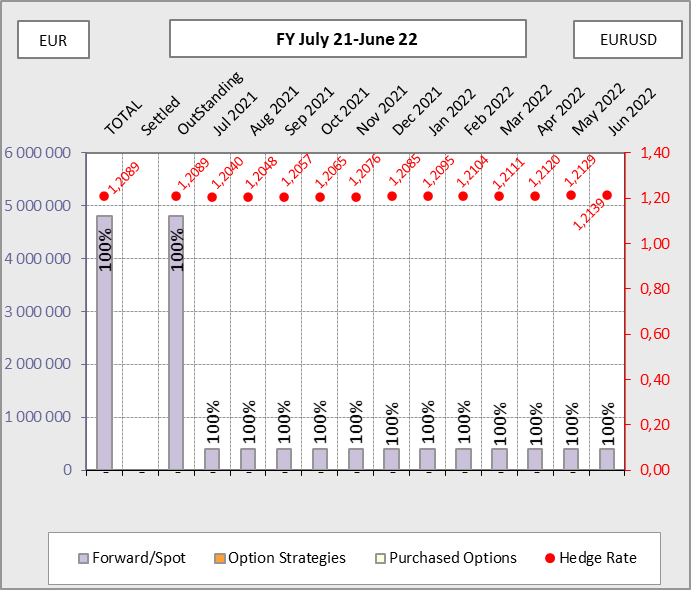 EUR
FY July 21-June 22
EURUSD
TOTAL
Settled
OutStanding
Jul 2021
Aug 2021
Sep 2021
Oct 2021
Nov 2021
Dec 2021
Jan 2022
Feb 2022
Mar 2022
Apr 2022
May 2022
Jun 2022
6 000 000
5 000 000
4 000 000
3 000 000
2 000 000
1 000 000
0
1,2089
1,2089
1,2040
1,2048
1,2057
1,2065
1,2076
1,2085
1,2095
1,2104
1,2111
1,2120
1,2129
1,2139
100%
100%
100%
100%
100%
100%
100%
100%
100%
100%
100%
100%
100%
100%
1,40
1,20
1,00
0,80
0,60
0,40
0,20
0,00
- - - - - - - - - - - - - - -
Forward/Spot Option Strategies Purchased Options Hedge Rate